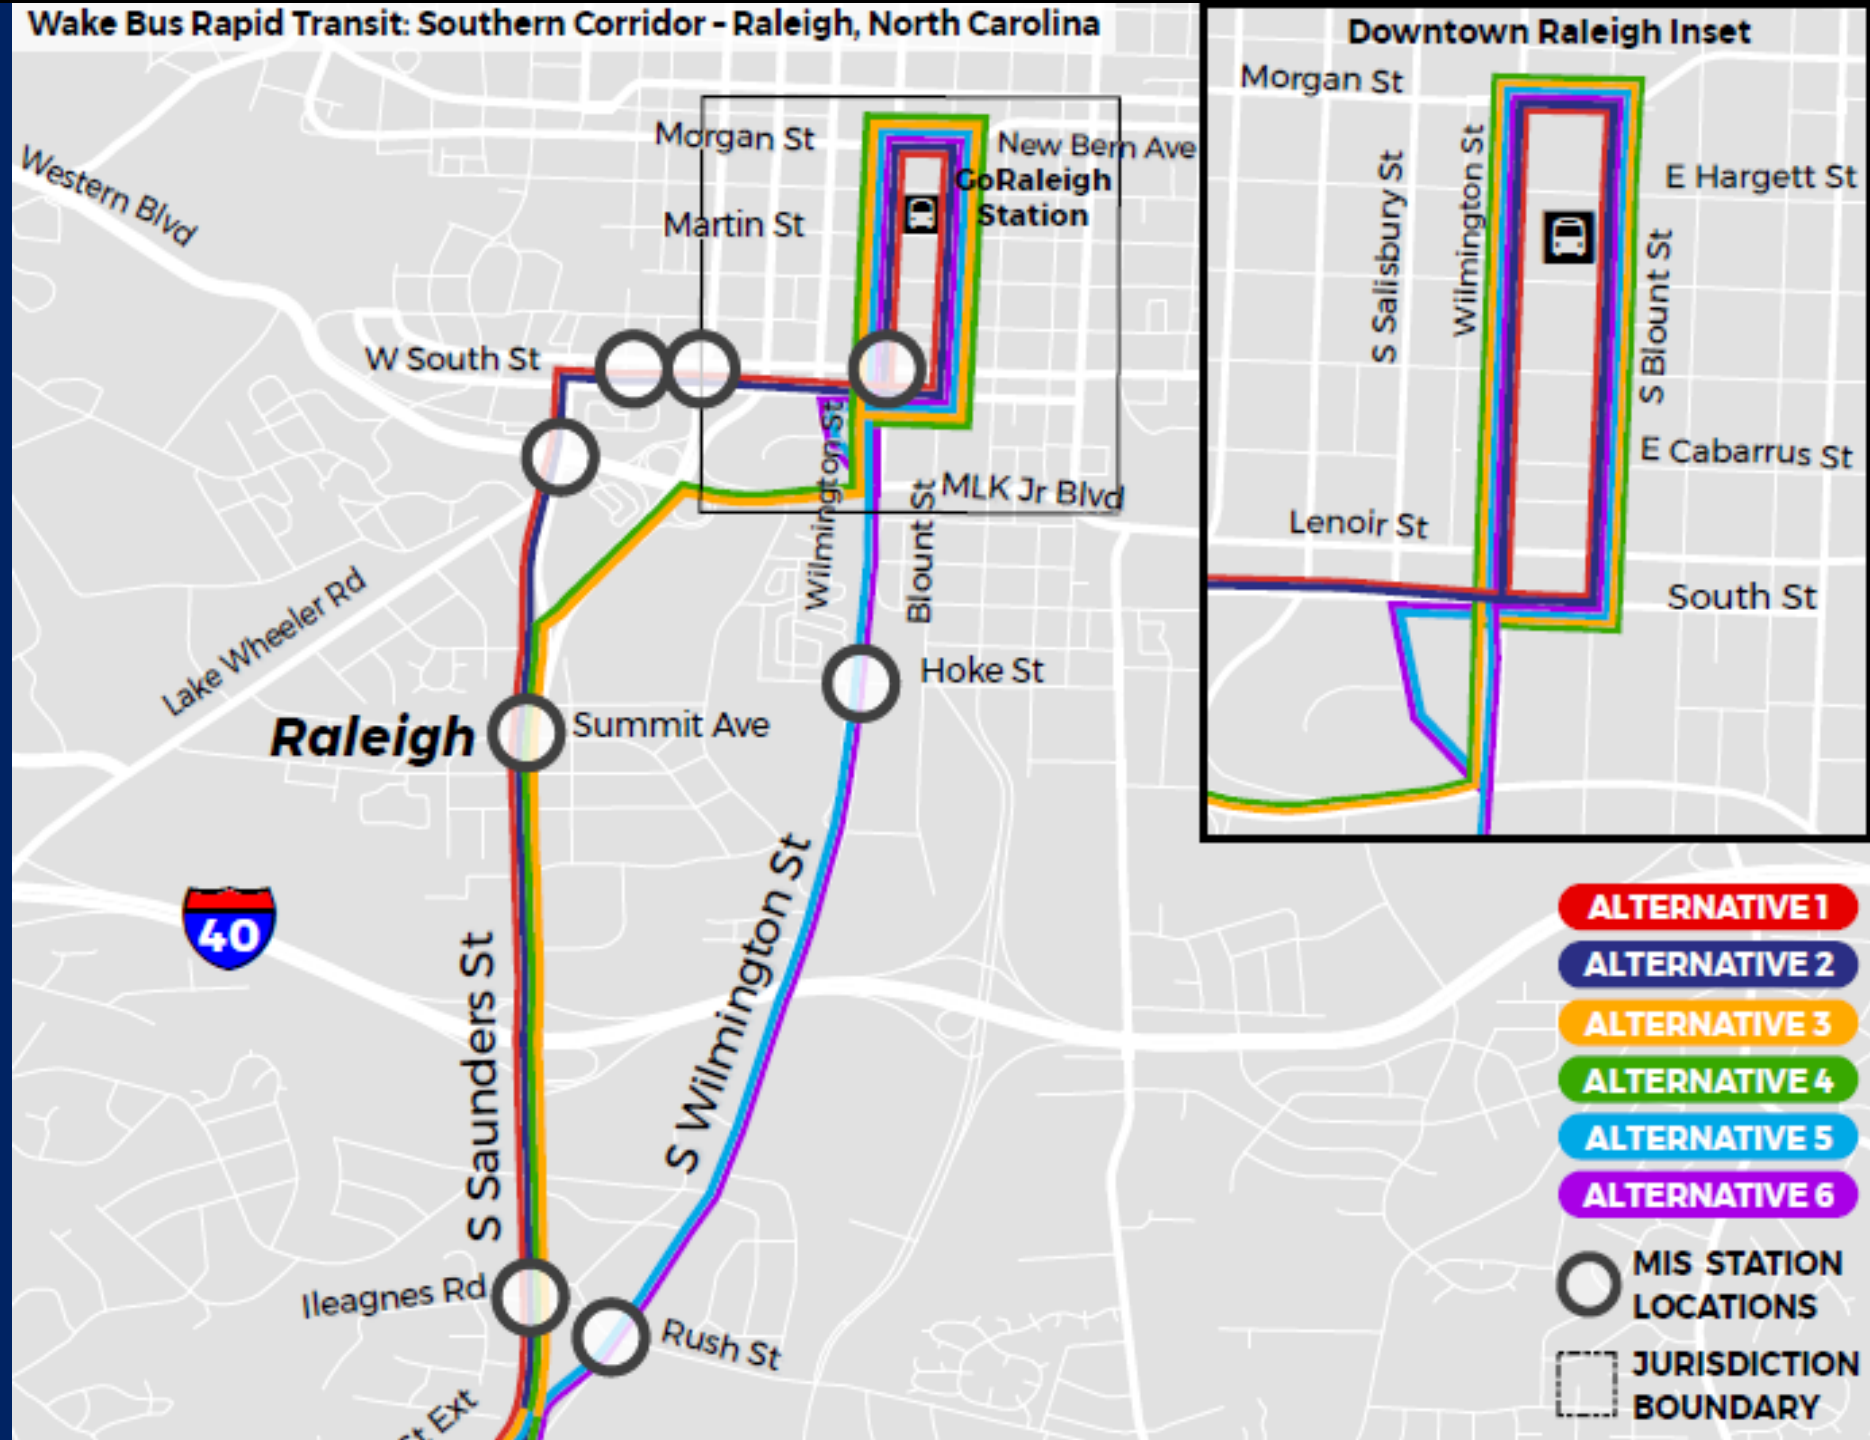 Wake Bus Rapid Transit: Southern Corridor – Raleigh, North Carolina
Downtown Raleigh Inset
Morgan St
New Bern Ave
GoRaleigh
Station
Martin St
Western Blvd
W South St
Wilmington St
MLK Jr Blvd
Blount St
Lake Wheeler Rd
Hoke St
Raleigh
Summit Ave
40
S Saunders St
S Wilmington St
Ileagnes Rd
Rush St
St Ext
Morgan St
Wilmington St
S Salisbury St
E Hargett St
S Blount St
E Cabarrus St
Lenoir St
South St
ALTERNATIVE 1
ALTERNATIVE 2
ALTERNATIVE 3
ALTERNATIVE 4
ALTERNATIVE 5
ALTERNATIVE 6
MIS STATION
LOCATIONS
JURISDICTION
BOUNDARY